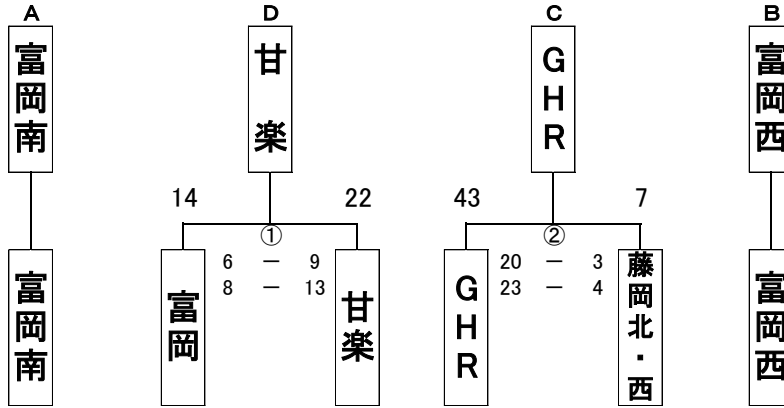 A D C B
富岡南 甘楽 GHR 富岡西
14 22 43 7
① ②
6 － 9 20 － 3
8 － 13 23 － 4
富岡南 富岡 甘楽 GHR 藤岡北・西 富岡西